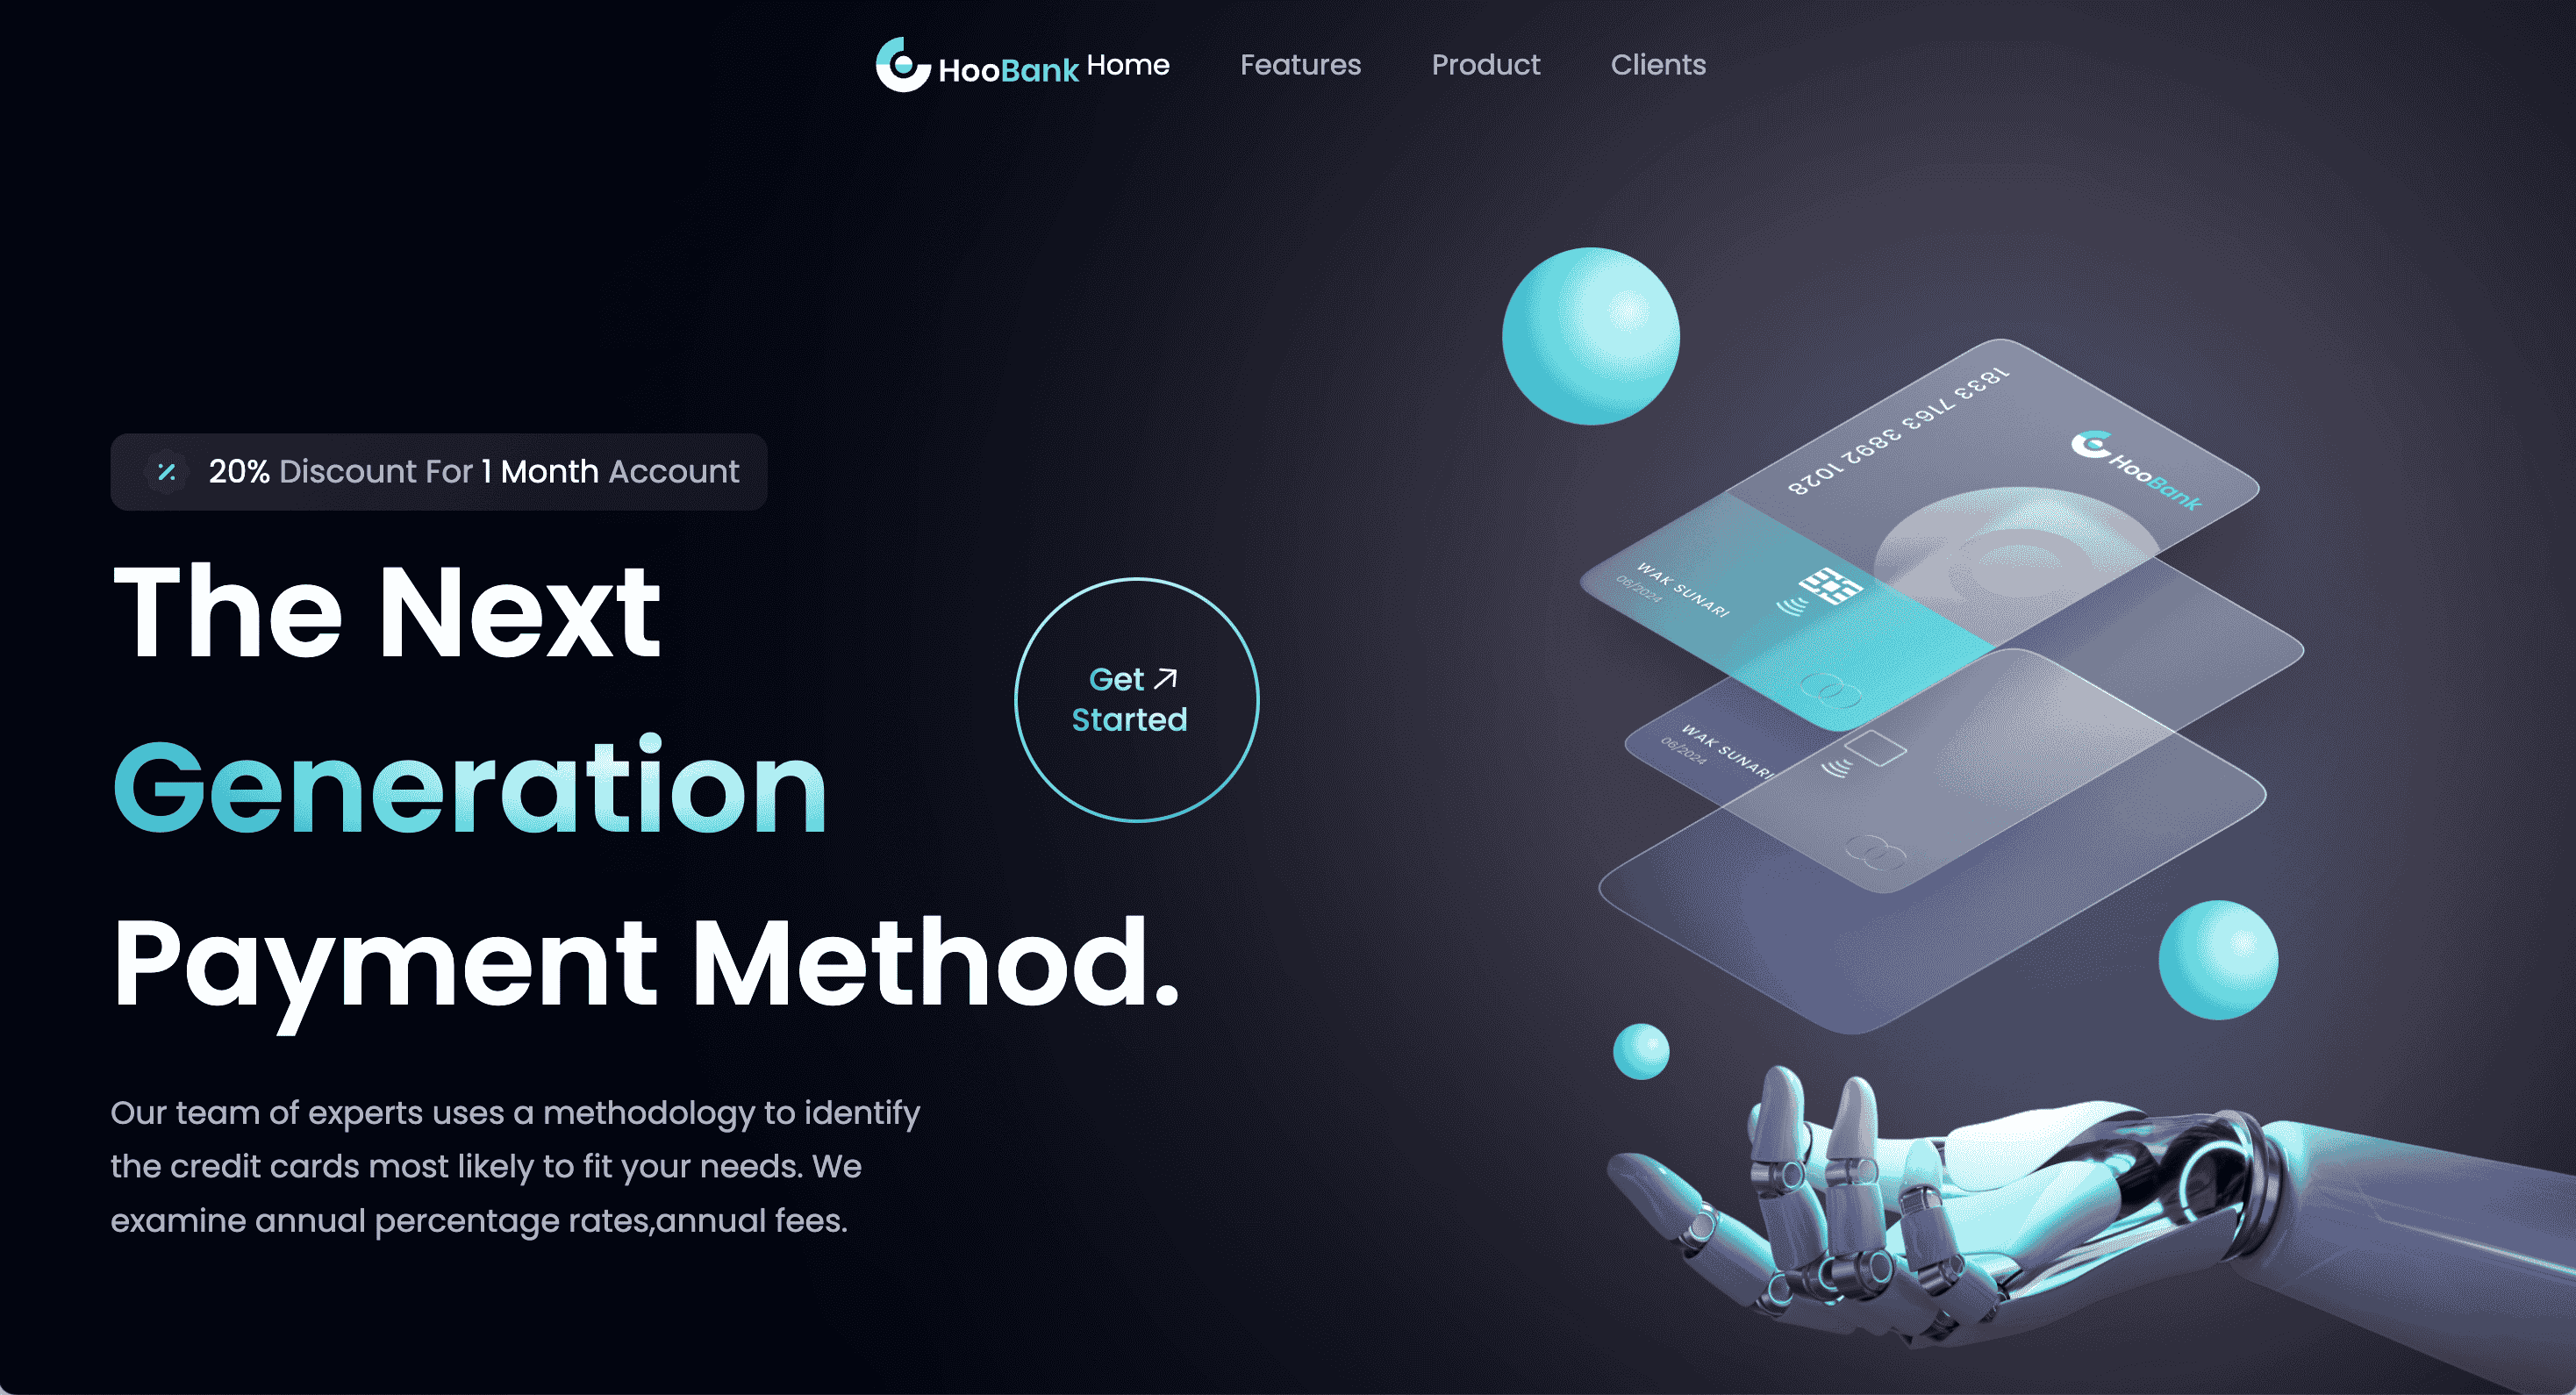 HooBank Home Features Product Clients
20% Discount For 1 Month Account
The Next
Generation
Payment Method.
Get
Started
Our team of experts uses a methodology to identify
the credit cards most likely to fit your needs. We
examine annual percentage rates,annual fees.
1833 7163 3892 1028
HooBank
WAK SUNARI
06/2024
WAK SUNARI
06/2024